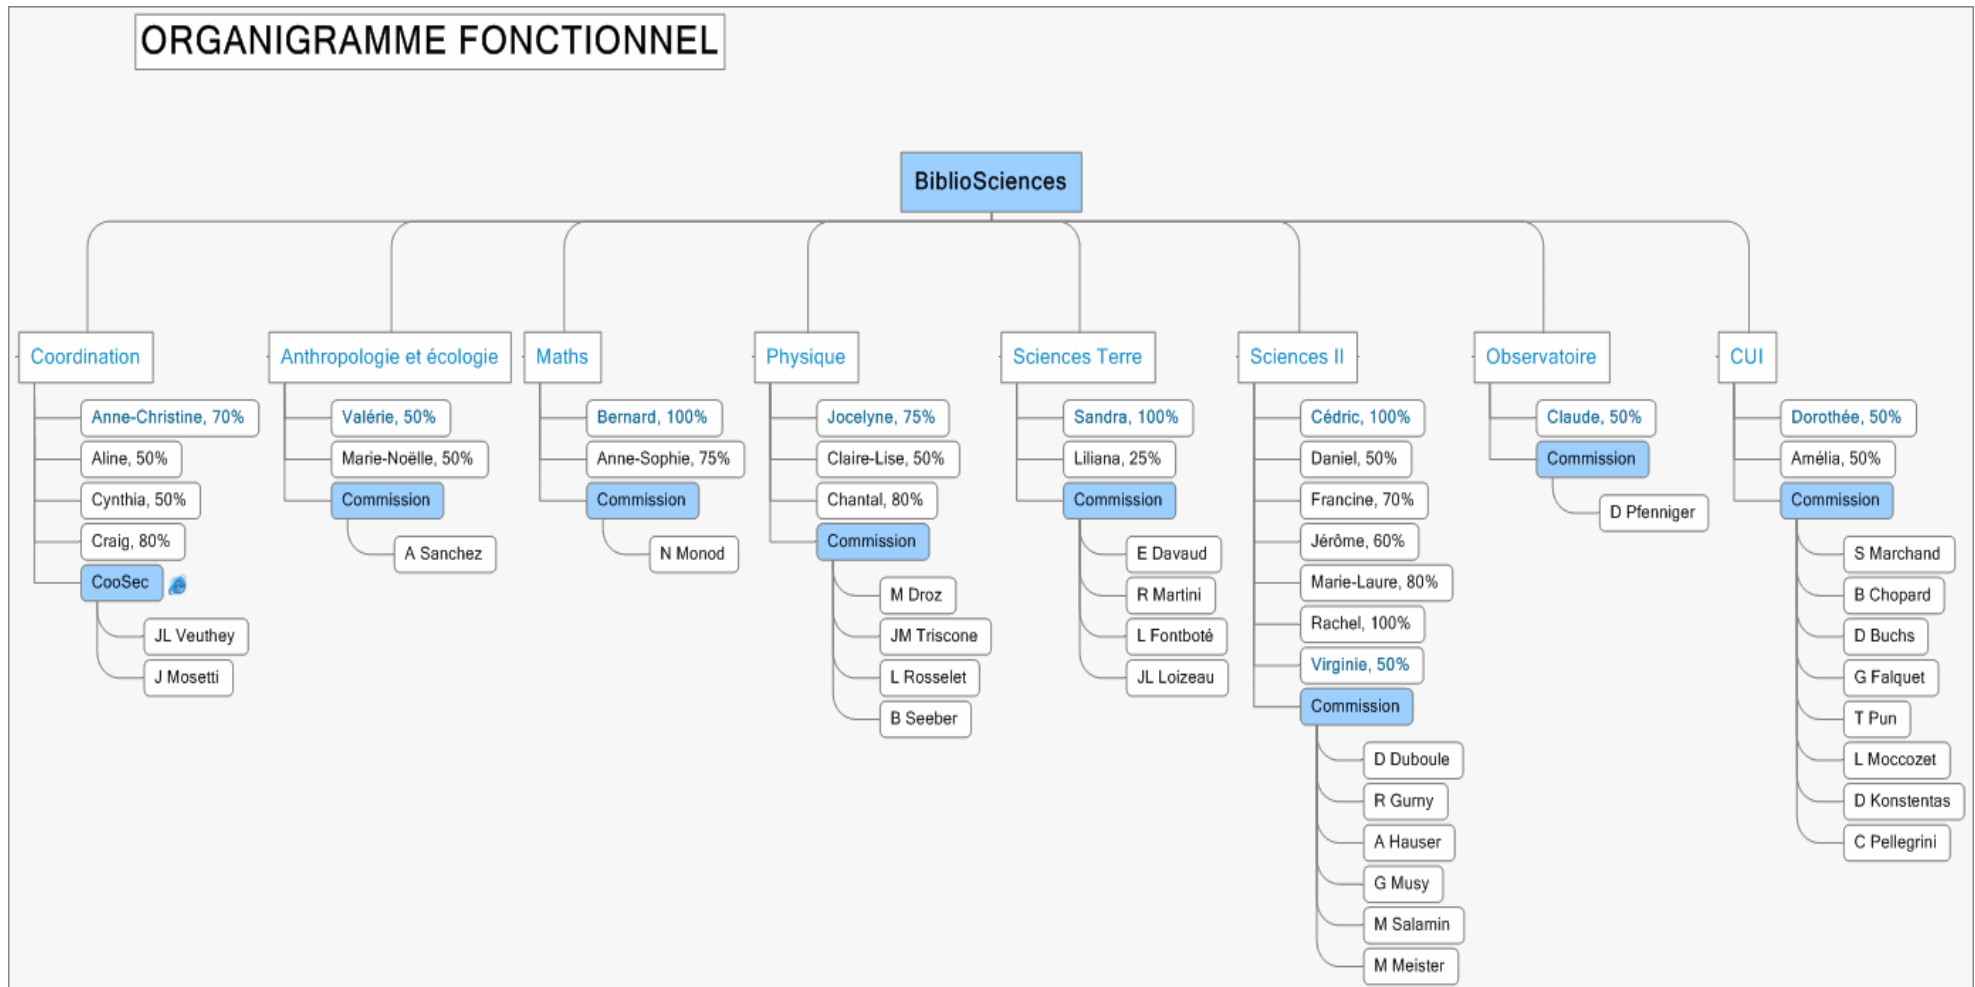 ORGANIGRAMME FONCTIONNEL
BiblioSciences
Coordination
Anne-Christine, 70%
Aline, 50%
Cynthia, 50%
Craig, 80%
CooSec
JL Veuthey
J Mosetti
Anthropologie et écologie
Valérie, 50%
Marie-Noëlle, 50%
Commission
A Sanchez
Maths
Bernard, 100%
Anne-Sophie, 75%
Commission
N Monod
Physique
Jocelyne, 75%
Claire-Lise, 50%
Chantal, 80%
Commission
M Droz
JM Triscone
L Rosselet
B Seeber
Sciences Terre
Sandra, 100%
Liliana, 25%
Commission
E Davaud
R Martini
L Fontboté
JL Loizeau
Sciences II
Cédric, 100%
Daniel, 50%
Francine, 70%
Jérôme, 60%
Marie-Laure, 80%
Rachel, 100%
Virginie, 50%
Commission
D Duboule
R Gurny
A Hauser
G Musy
M Salamin
M Meister
Observatoire
Claude, 50%
Commission
D Pfenniger
CUI
Dorothée, 50%
Amélia, 50%
Commission
S Marchand
B Chopard
D Buchs
G Falquet
T Pun
L Moccozet
D Konstentas
C Pellegrini